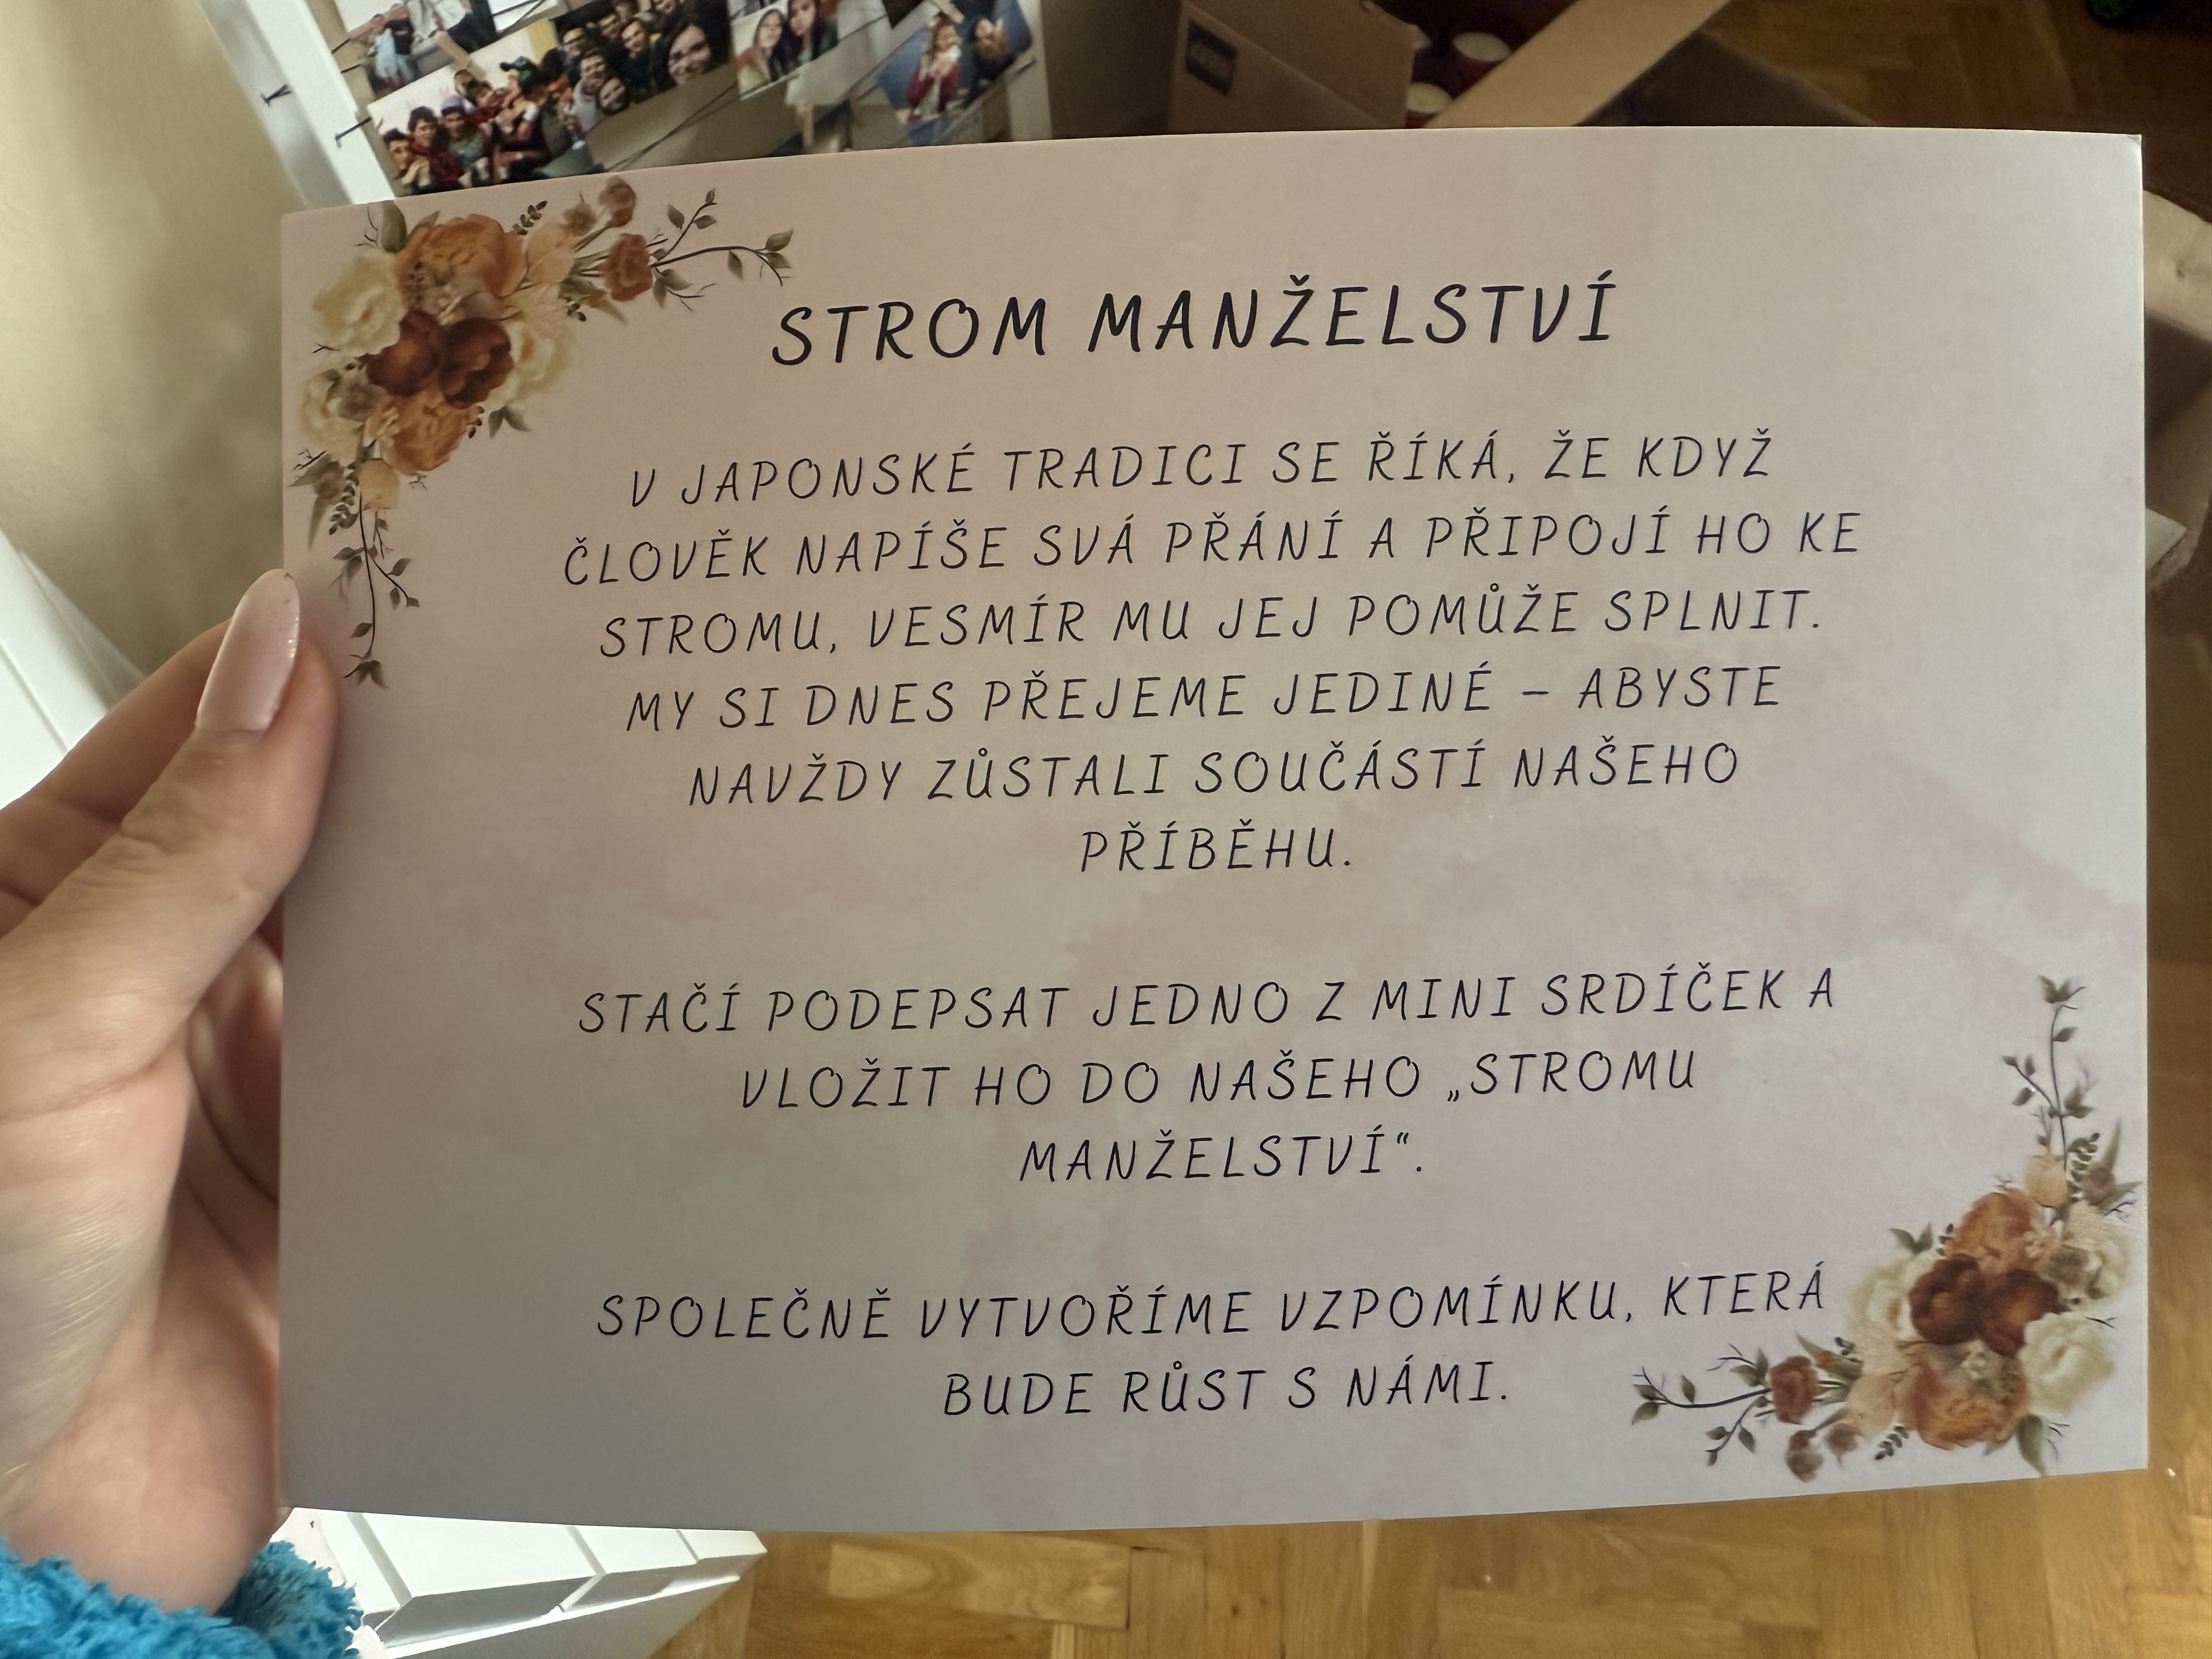 STROM MANŽELSTVÍ
V JAPONSKÉ TRADICI SE ŘÍKÁ, ŽE KDYŽ
ČLOVĚK NAPÍŠE SVÁ PŘÁNÍ A PŘIPOJÍ HO KE
STROMU, VESMÍR MU JEJ POMŮŽE SPLNIT.
MY SI DNES PŘEJEME JEDINÉ – ABYSTE
NAVŽDY ZŮSTALI SOUČÁSTÍ NAŠEHO
PŘÍBĚHU.
STAČÍ PODEPSAT JEDNO Z MINI SRDÍČEK A
VLOŽIT HO DO NAŠEHO „STROMU
MANŽELSTVÍ“.
SPOLEČNĚ VYTVOŘÍME VZPOMÍNKU, KTERÁ
BUDE RŮST S NÁMI.